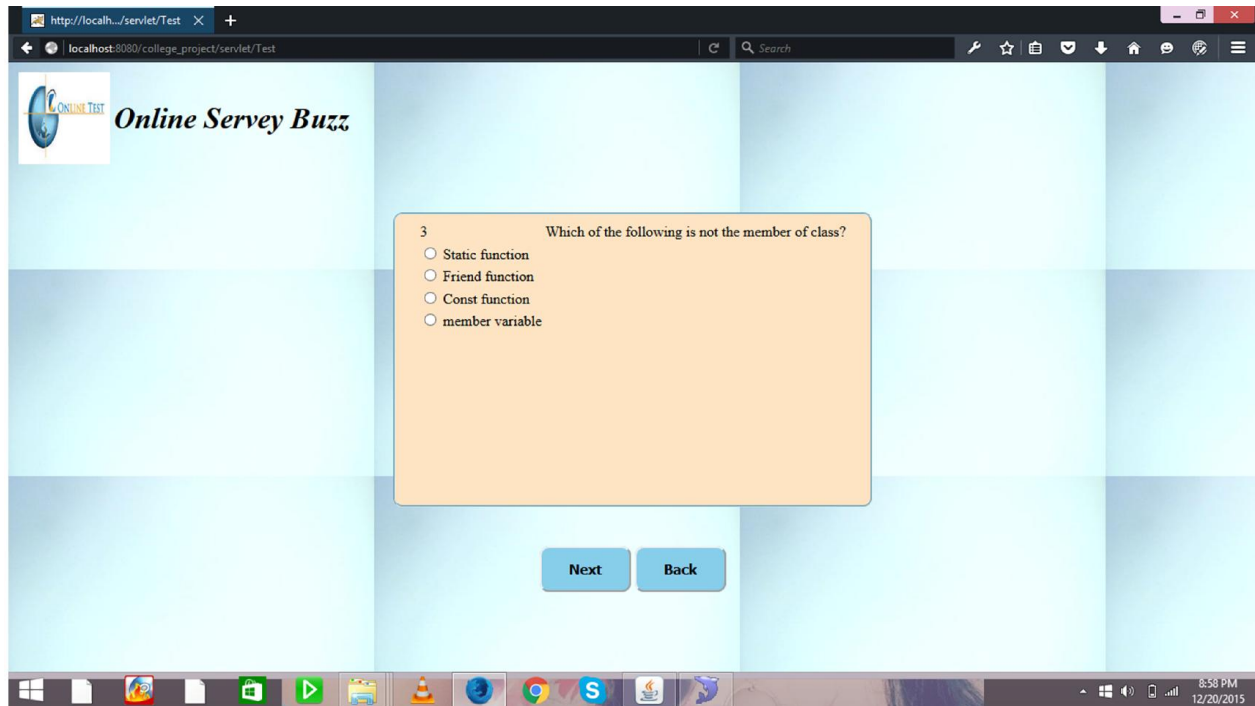 http://localh.../servlet/Test
localhost:8080/college_project/servlet/Test
Search
ONLINE TEST
Online Servey Buzz
3 Which of the following is not the member of class?
Static function
Friend function
Const function
member variable
Next Back
8:58 PM
12/20/2015